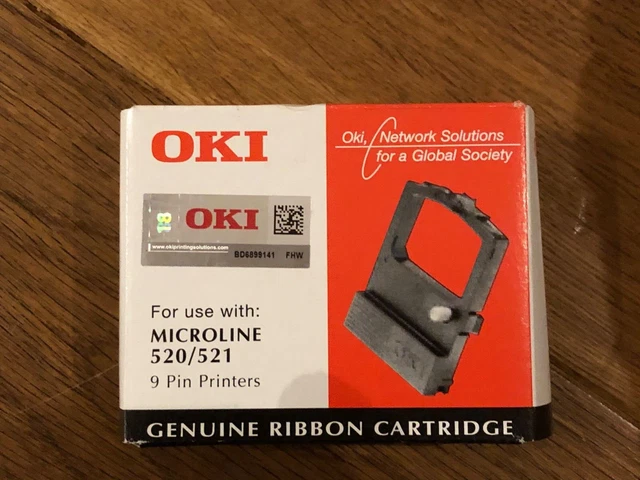 OKI
Oki, Network Solutions
for a Global Society
OKI
www.okiprintingsolutions.com
BD6899141 FHW
For use with:
MICROLINE
520/521
9 Pin Printers
GENUINE RIBBON CARTRIDGE